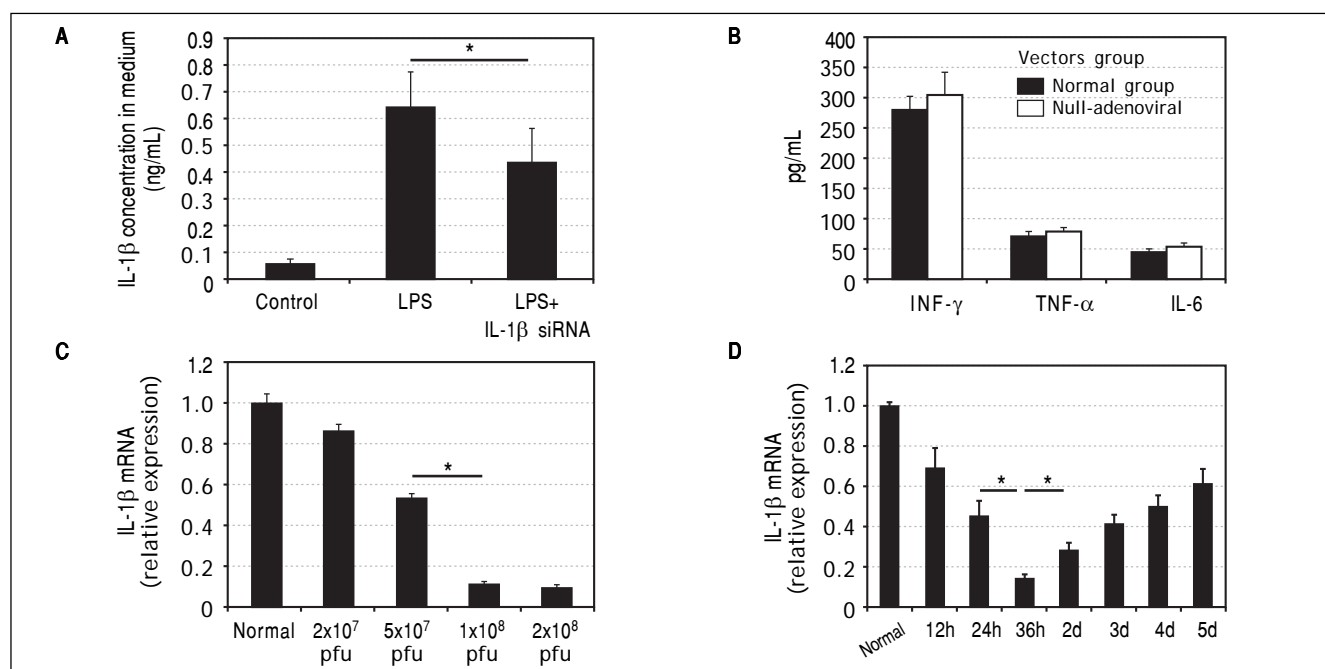 A
IL-1β concentration in medium
(ng/mL)
0.9
0.8
0.7
0.6
0.5
0.4
0.3
0.2
0.1
0
*
Control
LPS
LPS+
IL-1β siRNA
B
pg/mL
400
350
300
250
200
150
100
50
0
Vectors group
Normal group
Null-adenoviral
INF-γ
TNF-α
IL-6
C
IL-1β mRNA
(relative expression)
1.2
1.0
0.8
0.6
0.4
0.2
0
*
Normal
2x10⁷
pfu
5x10⁷
pfu
1x10⁸
pfu
2x10⁸
pfu
D
IL-1β mRNA
(relative expression)
1.2
1.0
0.8
0.6
0.4
0.2
0
* *
Normal
12h
24h
36h
2d
3d
4d
5d